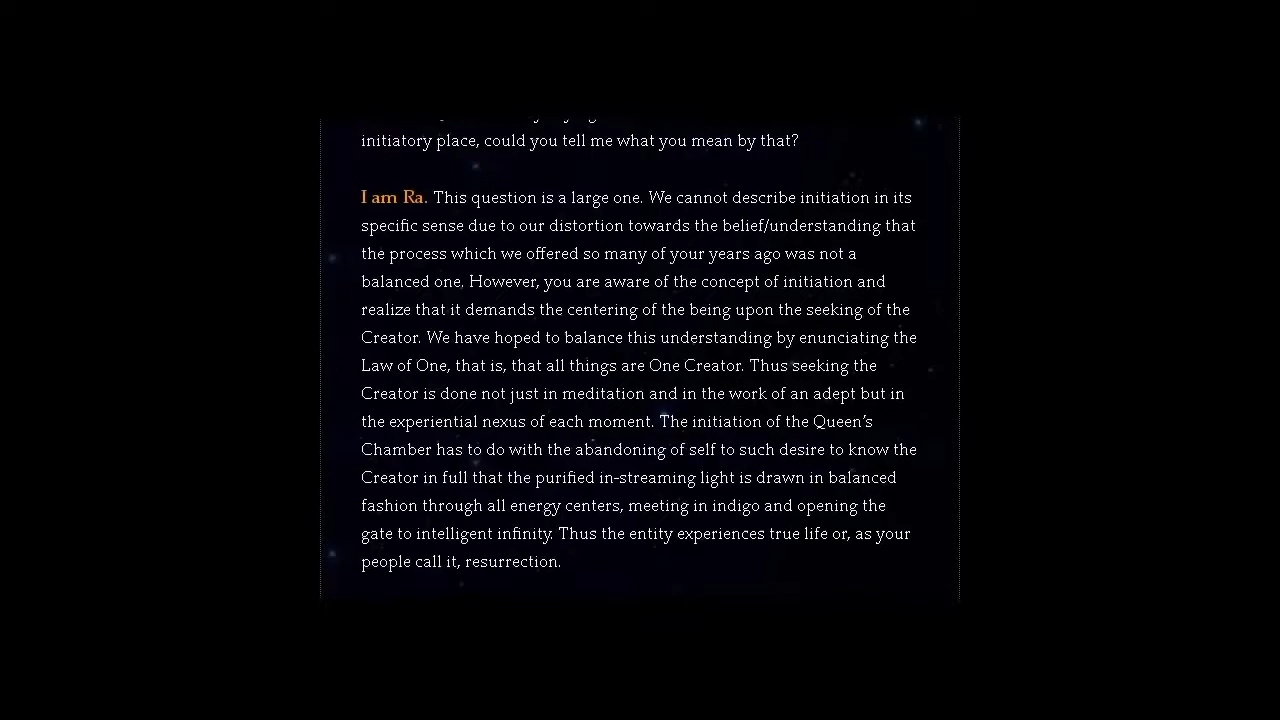 initiatory place, could you tell me what you mean by that?
I am Ra. This question is a large one. We cannot describe initiation in its
specific sense due to our distortion towards the belief/understanding that
the process which we offered so many of your years ago was not a
balanced one. However, you are aware of the concept of initiation and
realize that it demands the centering of the being upon the seeking of the
Creator. We have hoped to balance this understanding by enunciating the
Law of One, that is, that all things are One Creator. Thus seeking the
Creator is done not just in meditation and in the work of an adept but in
the experiential nexus of each moment. The initiation of the Queen’s
Chamber has to do with the abandoning of self to such desire to know the
Creator in full that the purified in-streaming light is drawn in balanced
fashion through all energy centers, meeting in indigo and opening the
gate to intelligent infinity. Thus the entity experiences true life or, as your
people call it, resurrection.